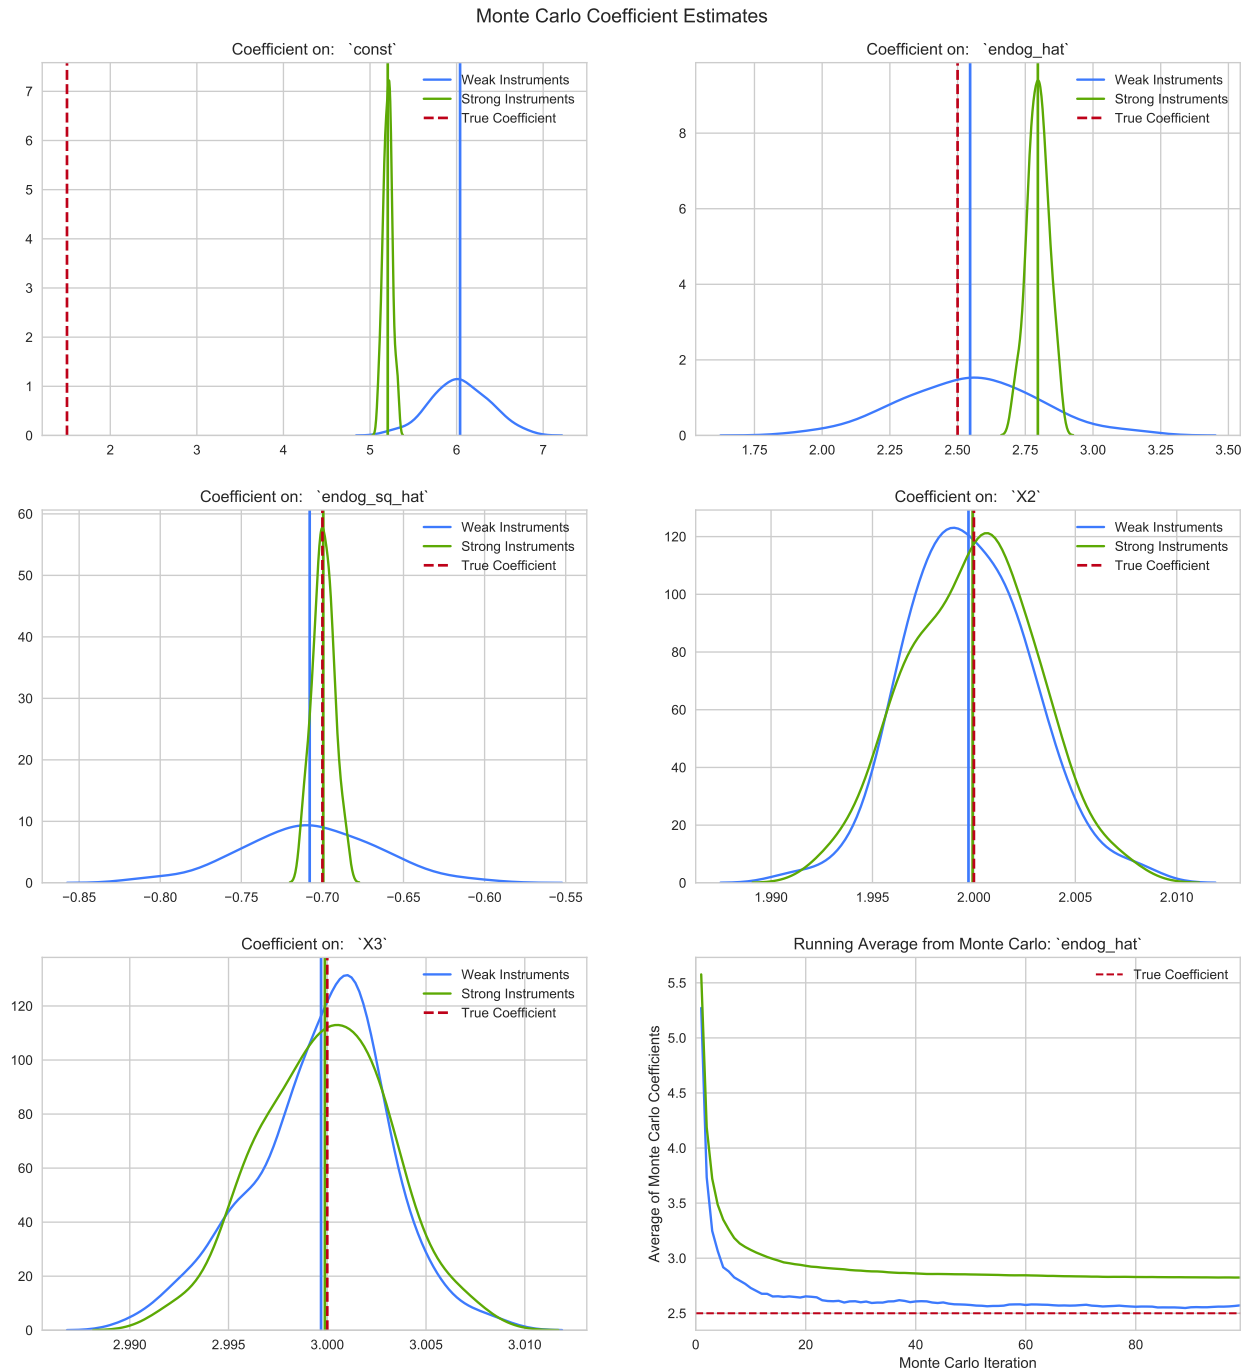 Monte Carlo Coefficient Estimates
Coefficient on: `const`
Weak Instruments
Strong Instruments
True Coefficient
7
6
5
4
3
2
1
0
2 3 4 5 6 7
Coefficient on: `endog_hat`
Weak Instruments
Strong Instruments
True Coefficient
8
6
4
2
0
1.75 2.00 2.25 2.50 2.75 3.00 3.25 3.50
Coefficient on: `endog_sq_hat`
Weak Instruments
Strong Instruments
True Coefficient
60
50
40
30
20
10
0
−0.85 −0.80 −0.75 −0.70 −0.65 −0.60 −0.55
Coefficient on: `X2`
Weak Instruments
Strong Instruments
True Coefficient
120
100
80
60
40
20
0
1.990 1.995 2.000 2.005 2.010
Coefficient on: `X3`
Weak Instruments
Strong Instruments
True Coefficient
120
100
80
60
40
20
0
2.990 2.995 3.000 3.005 3.010
Running Average from Monte Carlo: `endog_hat`
True Coefficient
Average of Monte Carlo Coefficients
5.5
5.0
4.5
4.0
3.5
3.0
2.5
0 20 40 60 80
Monte Carlo Iteration